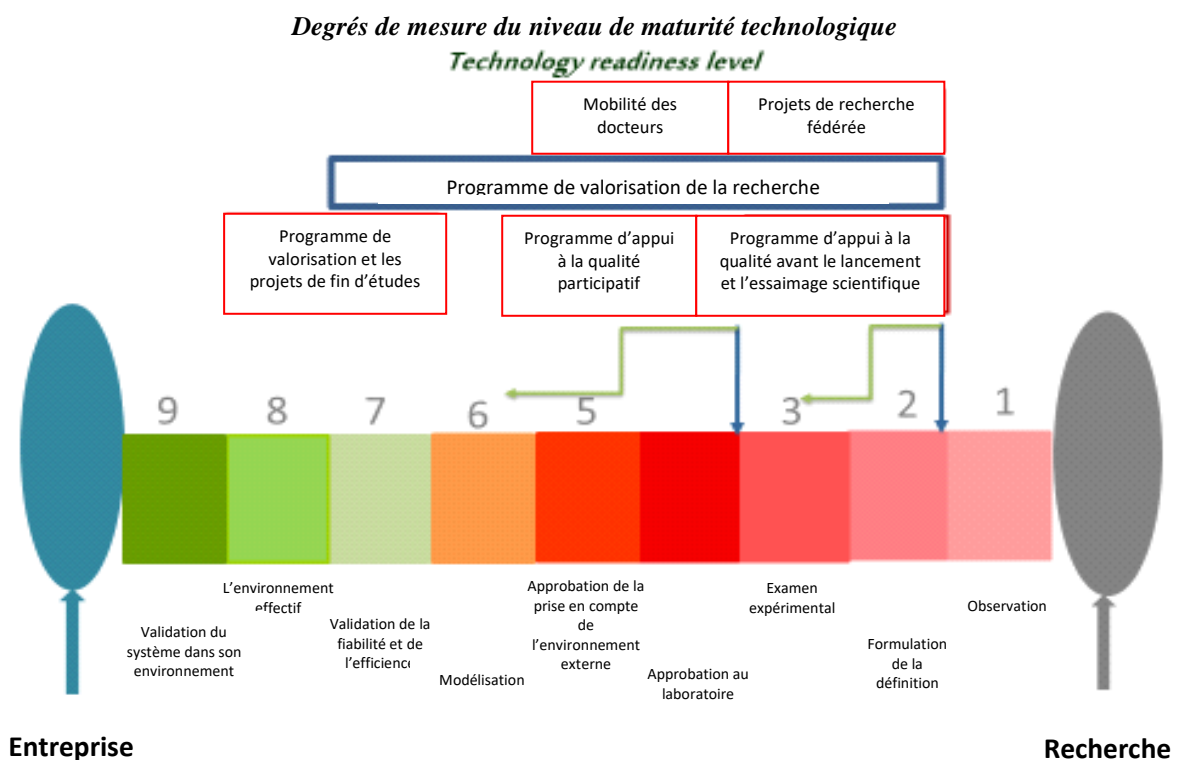 Degrés de mesure du niveau de maturité technologique
Technology readiness level
Mobilité des
docteurs
Projets de recherche
fédérée
Programme de valorisation de la recherche
Programme de
valorisation et les
projets de fin d’études
Programme d’appui
à la qualité
participatif
Programme d’appui à la
qualité avant le lancement
et l’essaimage scientifique
9 8 7 6 5 3 2 1
L’environnement
effectif
Validation du
système dans son
environnement
Validation de la
fiabilité et de
l’efficience
Modélisation
Approbation de la
prise en compte
de
l’environnement
externe
Approbation au
laboratoire
Examen
expérimental
Formulation
de la
définition
Observation
Entreprise
Recherche